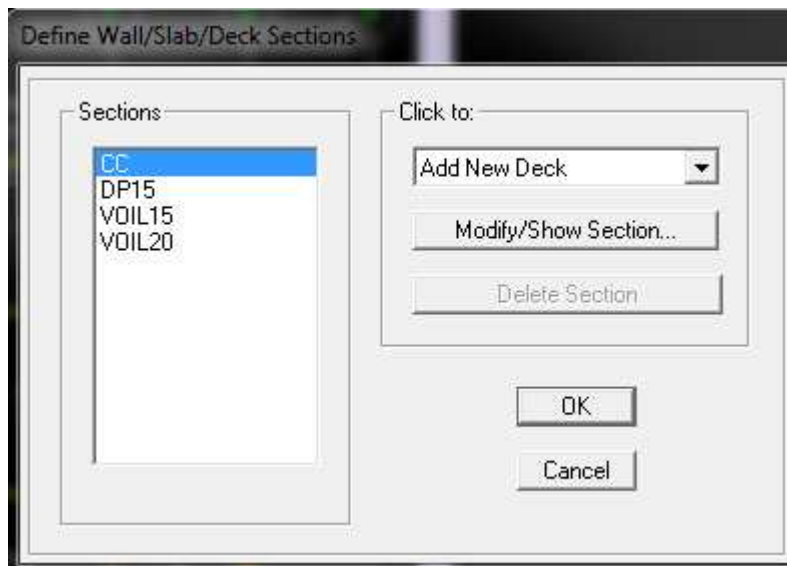 Define Wall/Slab/Deck Sections
Sections
CC
DP15
VOIL15
VOIL20
Click to:
Add New Deck
Modify/Show Section...
Delete Section
OK
Cancel